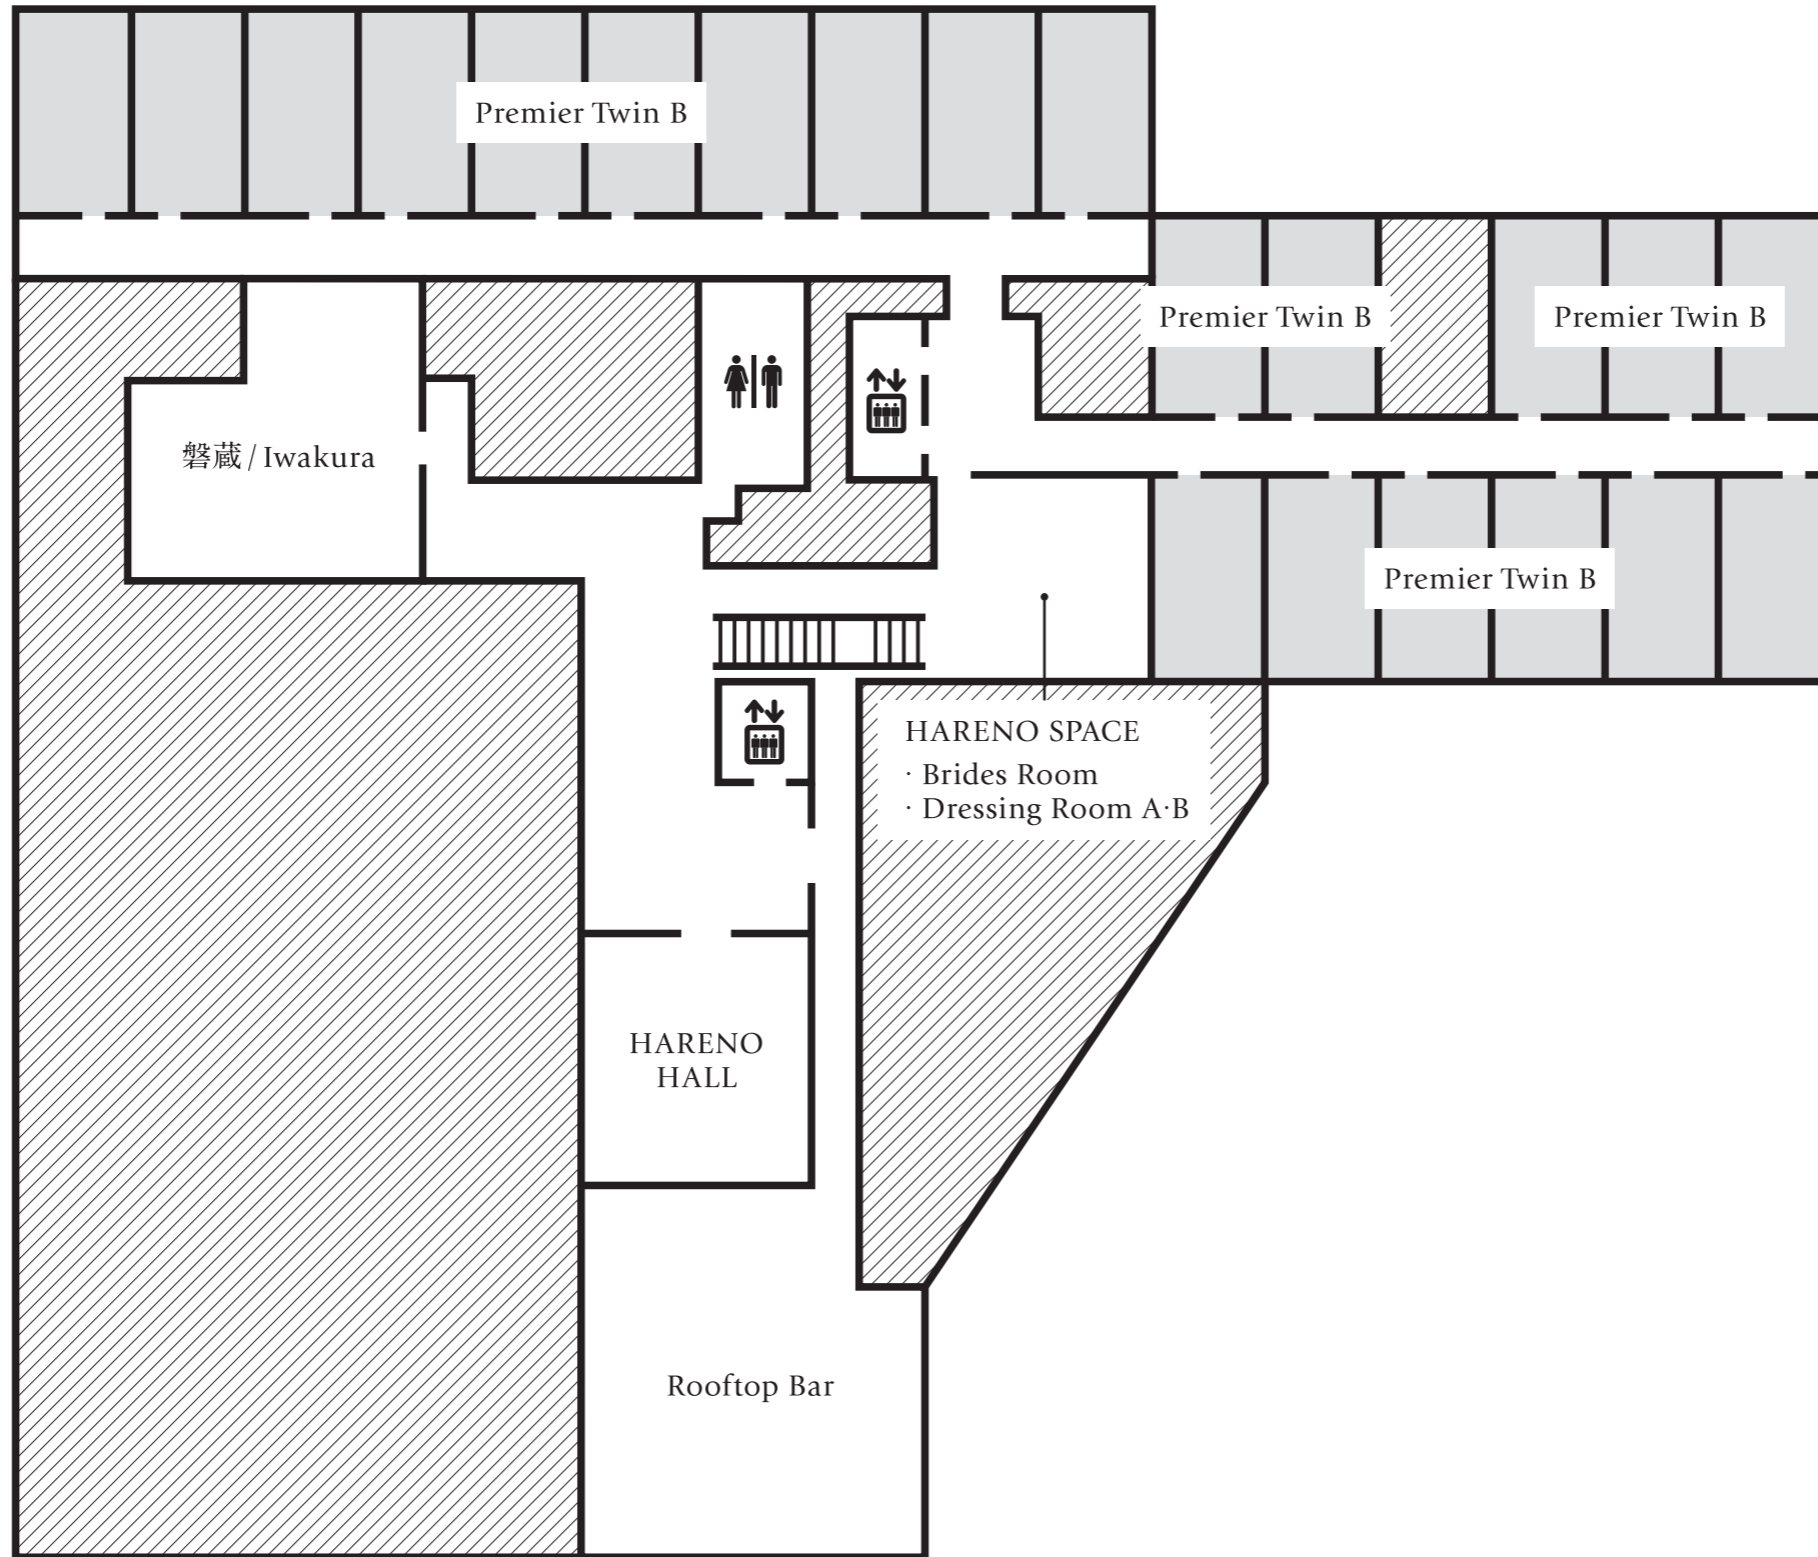 Premier Twin B
Premier Twin B
Premier Twin B
磐蔵 / Iwakura
Premier Twin B
HARENO SPACE
· Brides Room
· Dressing Room A·B
HARENO
HALL
Rooftop Bar